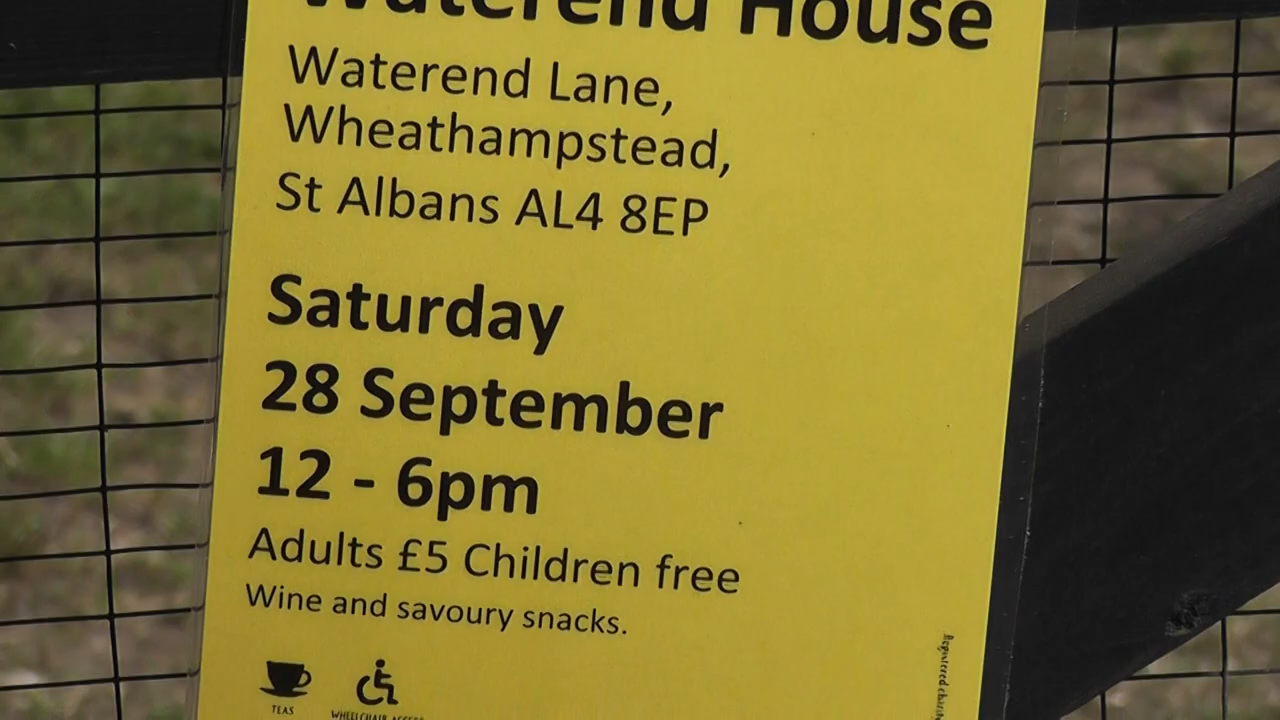 Waterend House
Waterend Lane,
Wheathampstead,
St Albans AL4 8EP
Saturday
28 September
12 - 6pm
Adults £5 Children free
Wine and savoury snacks.
TEAS
WHEELCHAIR ACCESS
Registered